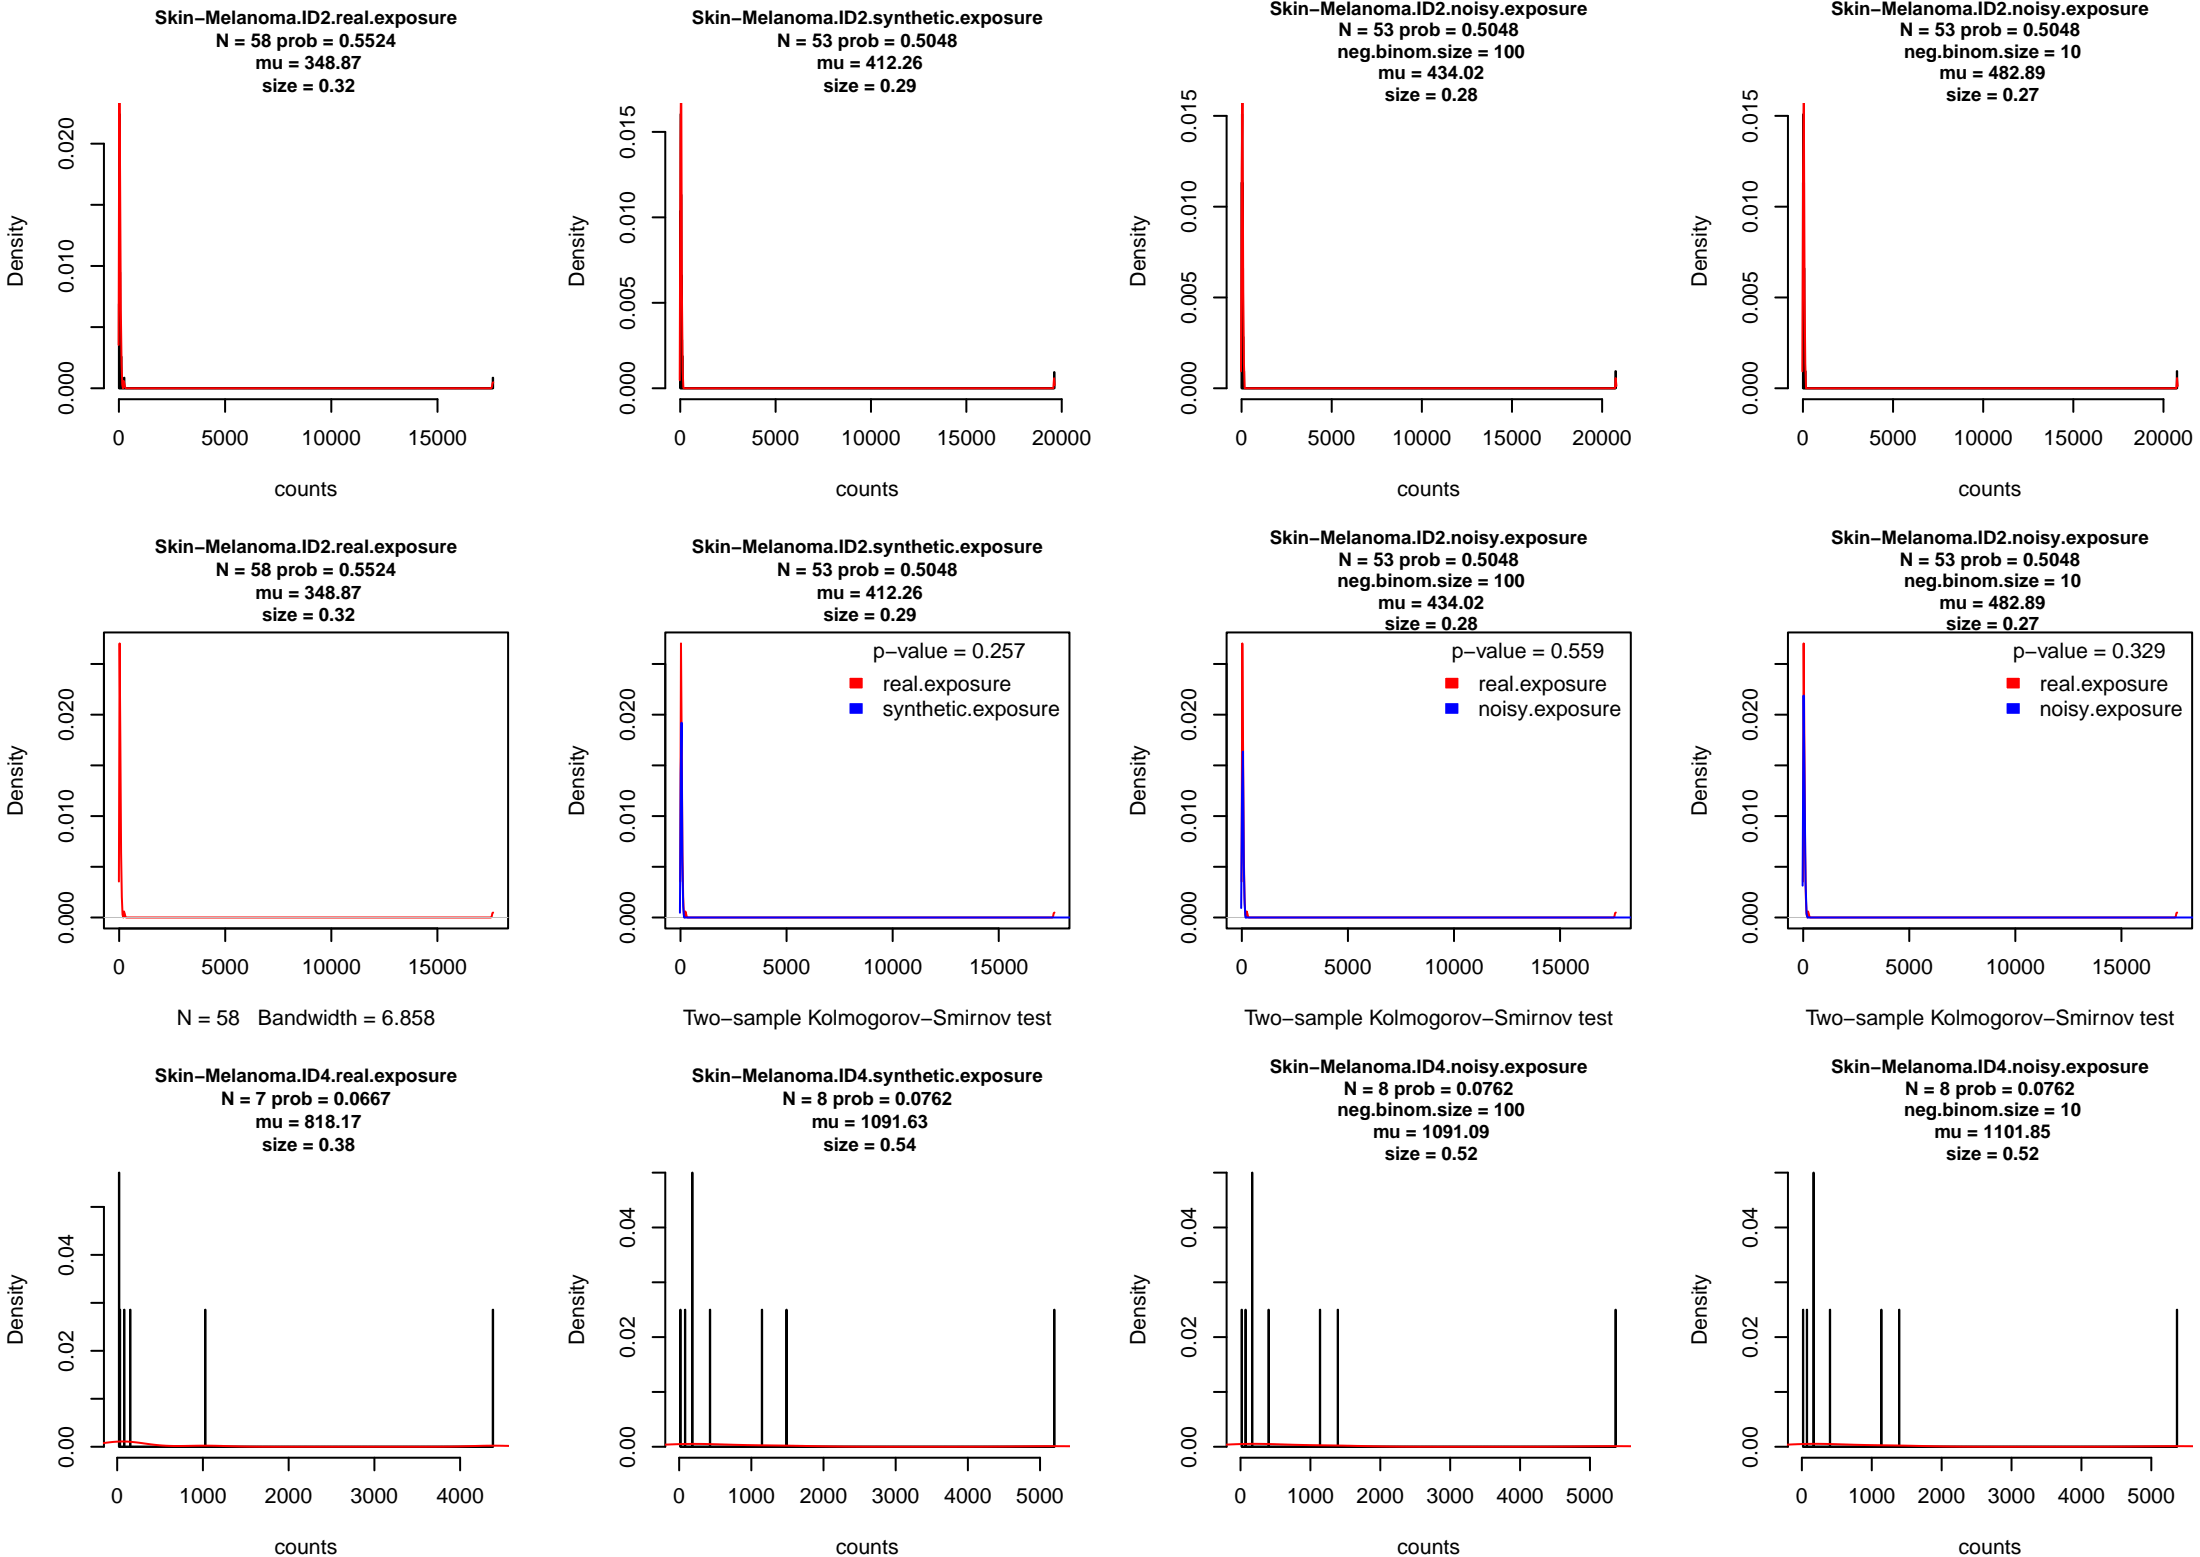 Skin−Melanoma.ID2.real.exposure
N = 58 prob = 0.5524
mu = 348.87
size = 0.32
Density
0.000 0.010 0.020
0 5000 10000 15000
counts
Skin−Melanoma.ID2.synthetic.exposure
N = 53 prob = 0.5048
mu = 412.26
size = 0.29
Density
0.000 0.005 0.010 0.015
0 5000 10000 15000 20000
counts
Skin−Melanoma.ID2.noisy.exposure
N = 53 prob = 0.5048
neg.binom.size = 100
mu = 434.02
size = 0.28
Density
0.000 0.005 0.010 0.015
0 5000 10000 15000 20000
counts
Skin−Melanoma.ID2.noisy.exposure
N = 53 prob = 0.5048
neg.binom.size = 10
mu = 482.89
size = 0.27
Density
0.000 0.005 0.010 0.015
0 5000 10000 15000 20000
counts
Skin−Melanoma.ID2.real.exposure
N = 58 prob = 0.5524
mu = 348.87
size = 0.32
Density
0.000 0.010 0.020
0 5000 10000 15000
N = 58 Bandwidth = 6.858
Skin−Melanoma.ID2.synthetic.exposure
N = 53 prob = 0.5048
mu = 412.26
size = 0.29
p−value = 0.257
real.exposure
synthetic.exposure
Density
0.000 0.010 0.020
0 5000 10000 15000
Two−sample Kolmogorov−Smirnov test
Skin−Melanoma.ID2.noisy.exposure
N = 53 prob = 0.5048
neg.binom.size = 100
mu = 434.02
size = 0.28
p−value = 0.559
real.exposure
noisy.exposure
Density
0.000 0.010 0.020
0 5000 10000 15000
Two−sample Kolmogorov−Smirnov test
Skin−Melanoma.ID2.noisy.exposure
N = 53 prob = 0.5048
neg.binom.size = 10
mu = 482.89
size = 0.27
p−value = 0.329
real.exposure
noisy.exposure
Density
0.000 0.010 0.020
0 5000 10000 15000
Two−sample Kolmogorov−Smirnov test
Skin−Melanoma.ID4.real.exposure
N = 7 prob = 0.0667
mu = 818.17
size = 0.38
Density
0.00 0.02 0.04
0 1000 2000 3000 4000
counts
Skin−Melanoma.ID4.synthetic.exposure
N = 8 prob = 0.0762
mu = 1091.63
size = 0.54
Density
0.00 0.02 0.04
0 1000 2000 3000 4000 5000
counts
Skin−Melanoma.ID4.noisy.exposure
N = 8 prob = 0.0762
neg.binom.size = 100
mu = 1091.09
size = 0.52
Density
0.00 0.02 0.04
0 1000 2000 3000 4000 5000
counts
Skin−Melanoma.ID4.noisy.exposure
N = 8 prob = 0.0762
neg.binom.size = 10
mu = 1101.85
size = 0.52
Density
0.00 0.02 0.04
0 1000 2000 3000 4000 5000
counts